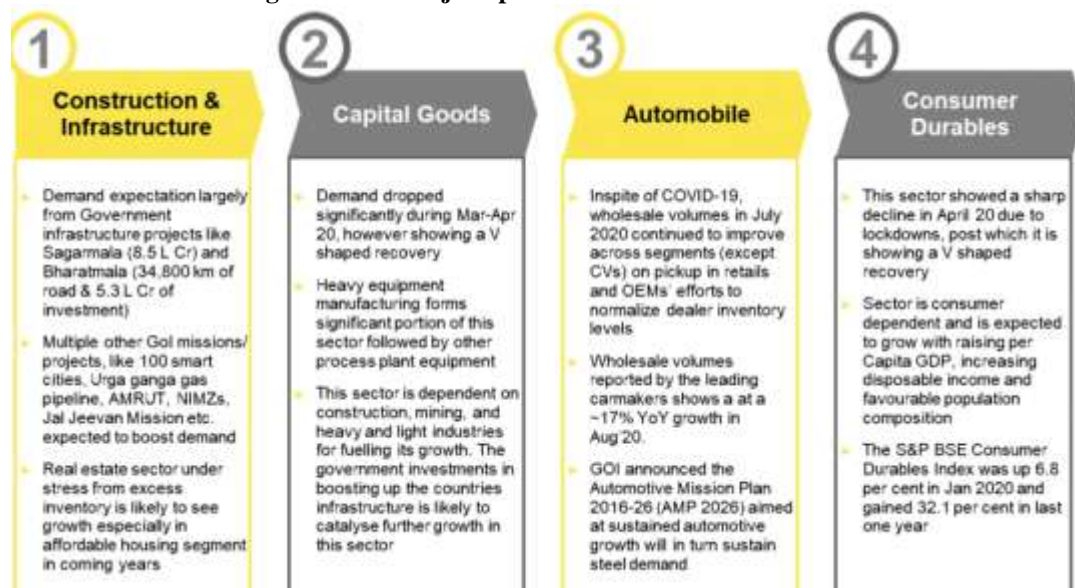 1
Construction &
Infrastructure
Demand expectation largely
from Government
infrastructure projects like
Sagarmala (8.5 L Cr) and
Bharatmala (34,800 km of
road & 5.3 L Cr of
investment)
Multiple other GoI missions/
projects, like 100 smart
cities, Urga ganga gas
pipeline, AMRUT, NIMZs,
Jal Jeevan Mission etc.
expected to boost demand
Real estate sector under
stress from excess
inventory is likely to see
growth especially in
affordable housing segment
in coming years
2
Capital Goods
Demand dropped
significantly during Mar-Apr
20, however showing a V
shaped recovery
Heavy equipment
manufacturing forms
significant portion of this
sector followed by other
process plant equipment
This sector is dependent on
construction, mining, and
heavy and light industries
for fuelling its growth. The
government investments in
boosting up the countries
infrastructure is likely to
catalyse further growth in
this sector
3
Automobile
Inspite of COVID-19,
wholesale volumes in July
2020 continued to improve
across segments (except
CVs) on pickup in retails
and OEMs' efforts to
normalize dealer inventory
levels
Wholesale volumes
reported by the leading
carmakers shows a at a
~17% YoY growth in
Aug'20.
GOI announced the
Automotive Mission Plan
2016-26 (AMP 2026) aimed
at sustained automotive
growth will in turn sustain
steel demand
4
Consumer
Durables
This sector showed a sharp
decline in April 20 due to
lockdowns, post which it is
showing a V shaped
recovery
Sector is consumer
dependent and is expected
to grow with raising per
Capita GDP, increasing
disposable income and
favourable population
composition
The S&P BSE Consumer
Durables Index was up 6.8
per cent in Jan 2020 and
gained 32.1 per cent in last
one year